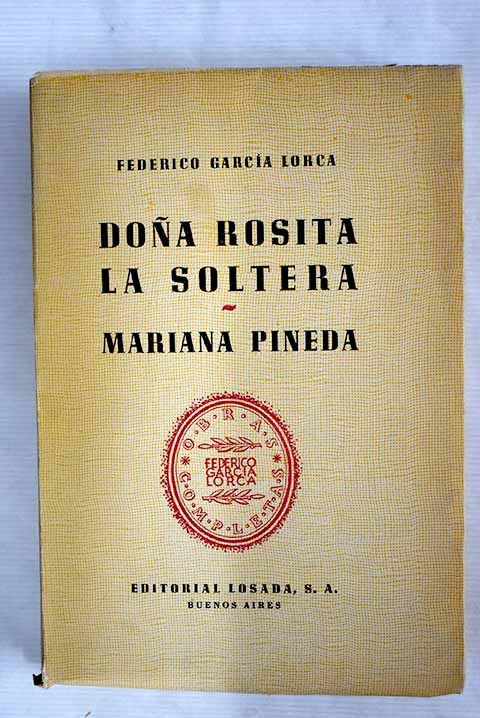 FEDERICO GARCÍA LORCA
DOÑA ROSITA
LA SOLTERA
~
MARIANA PINEDA
OBRAS
FEDERICO
GARCÍA
LORCA
COMPLETAS
EDITORIAL LOSADA, S. A.
BUENOS AIRES